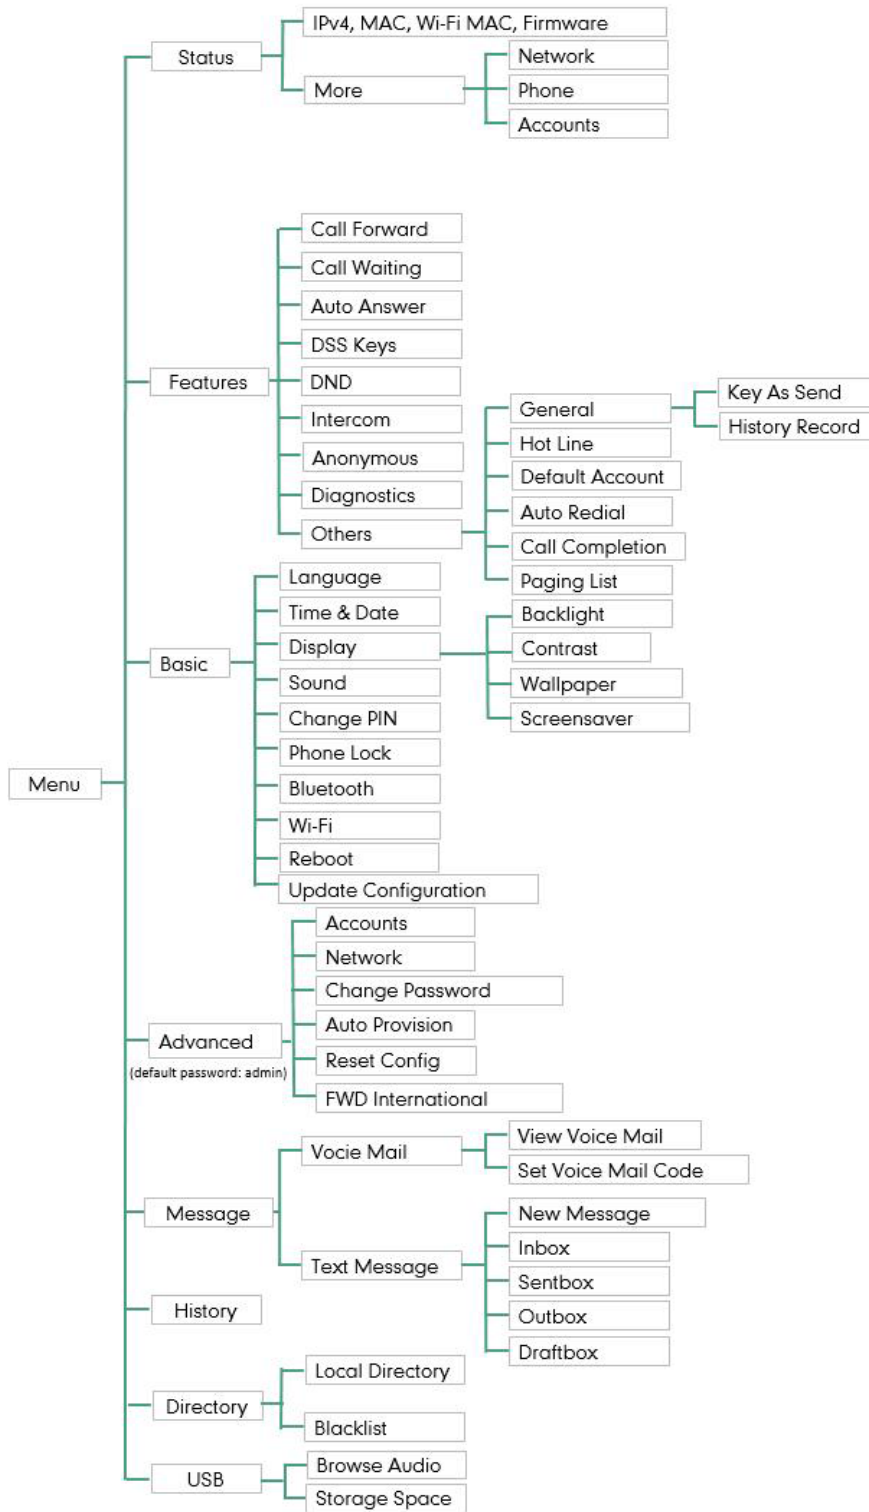 IPv4, MAC, Wi-Fi MAC, Firmware
Status
Network
More
Phone
Accounts
Call Forward
Call Waiting
Auto Answer
DSS Keys
Features
DND
Key As Send
General
Intercom
History Record
Hot Line
Anonymous
Default Account
Diagnostics
Auto Redial
Others
Call Completion
Language
Paging List
Time & Date
Backlight
Display
Contrast
Basic
Sound
Wallpaper
Change PIN
Screensaver
Phone Lock
Menu
Bluetooth
Wi-Fi
Reboot
Update Configuration
Accounts
Network
Change Password
Auto Provision
Advanced
(default password: admin)
Reset Config
FWD International
View Voice Mail
Vocie Mail
Set Voice Mail Code
Message
New Message
Inbox
Text Message
Sentbox
History
Outbox
Draftbox
Local Directory
Directory
Blacklist
Browse Audio
USB
Storage Space